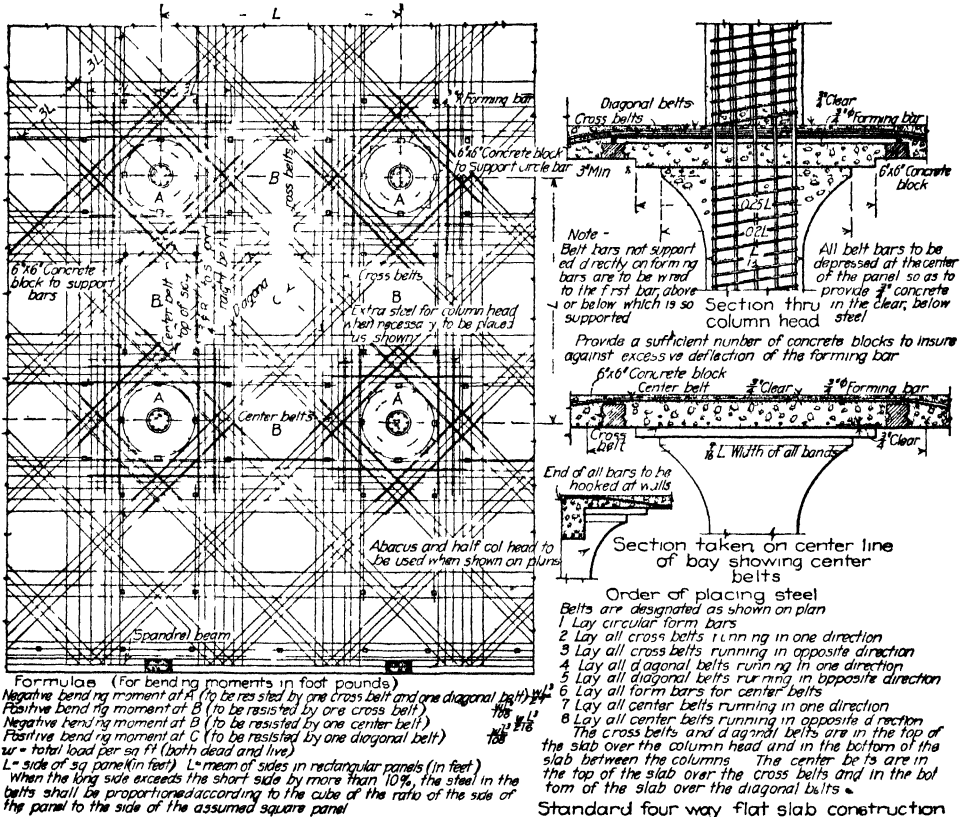 L
.3L
.3L
.3L
Forming bar
6"x6" Concrete block
to support circle bar
B
Cross belts
A
A
6"x6" Concrete
block to support
bars
B
Center belt
top of
Cross belts
B
C
Extra steel for column head
when necessary to be placed
as shown
A
A
Center belts
B
Abacus and half col head to
be used when shown on plans
Spandrel beam
Diagonal belts
Cross belts
¾" Clear
¾"Φ Forming bar
3" Min
6"x6" Concrete
block
.025L
.02L
L
Note -
Belt bars not support
ed directly on forming
bars are to be wired
to the first bar, above
or below which is so
supported
Section thru
column head
All belt bars to be
depressed at the center
of the panel so as to
provide ¾" concrete
in the clear, below
steel
Provide a sufficient number of concrete blocks to insure
against excessive deflection of the forming bar
L
6"x6" Concrete block
Center belt
¾" Clear
¾"Φ Forming bar
Cross
belt
L Width of all bands
¾" Clear
End of all bars to be
hooked at walls
Section taken on center line
of bay showing center
belts
Order of placing steel
Belts are designated as shown on plan
1 Lay circular form bars
2 Lay all cross belts running in one direction
3 Lay all cross belts running in opposite direction
4 Lay all diagonal belts running in one direction
5 Lay all diagonal belts running in opposite direction
6 Lay all form bars for center belts
7 Lay all center belts running in one direction
8 Lay all center belts running in opposite direction
The cross belts and diagonal belts are in the top of
the slab over the column head and in the bottom of the
slab between the columns The center belts are in
the top of the slab over the cross belts and in the bot
tom of the slab over the diagonal belts.
Standard four way flat slab construction
Formulae (For bending moments in foot pounds)
Negative bending moment at A (to be resisted by one cross belt and one diagonal belt)
Positive bending moment at B (to be resisted by one cross belt)
Negative bending moment at B (to be resisted by one center belt)
Positive bending moment at C (to be resisted by one diagonal belt)
w = total load per sq ft (both dead and live)
L = side of sq panel (in feet) L = mean of sides in rectangular panels (in feet)
When the long side exceeds the short side by more than 10%, the steel in the
belts shall be proportioned according to the cube of the ratio of the side of
the panel to the side of the assumed square panel